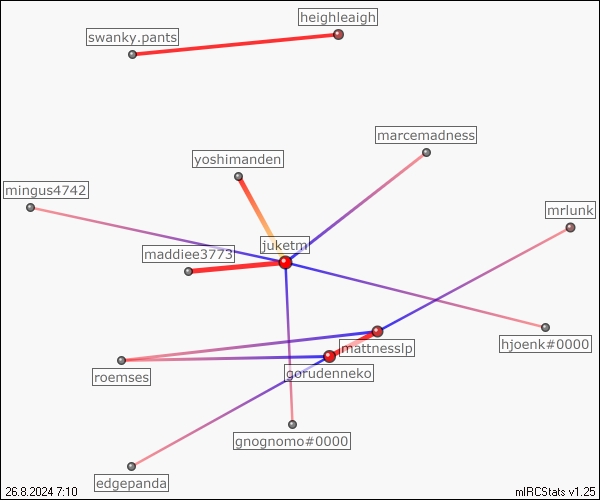 heighleaigh
swanky.pants
marcemadness
yoshimanden
mingus4742
mrlunk
juketm
maddiee3773
hjoenk#0000
mattnesslp
gorudenneko
roemses
gnognomo#0000
edgepanda
26.8.2024 7:10
mIRCStats v1.25